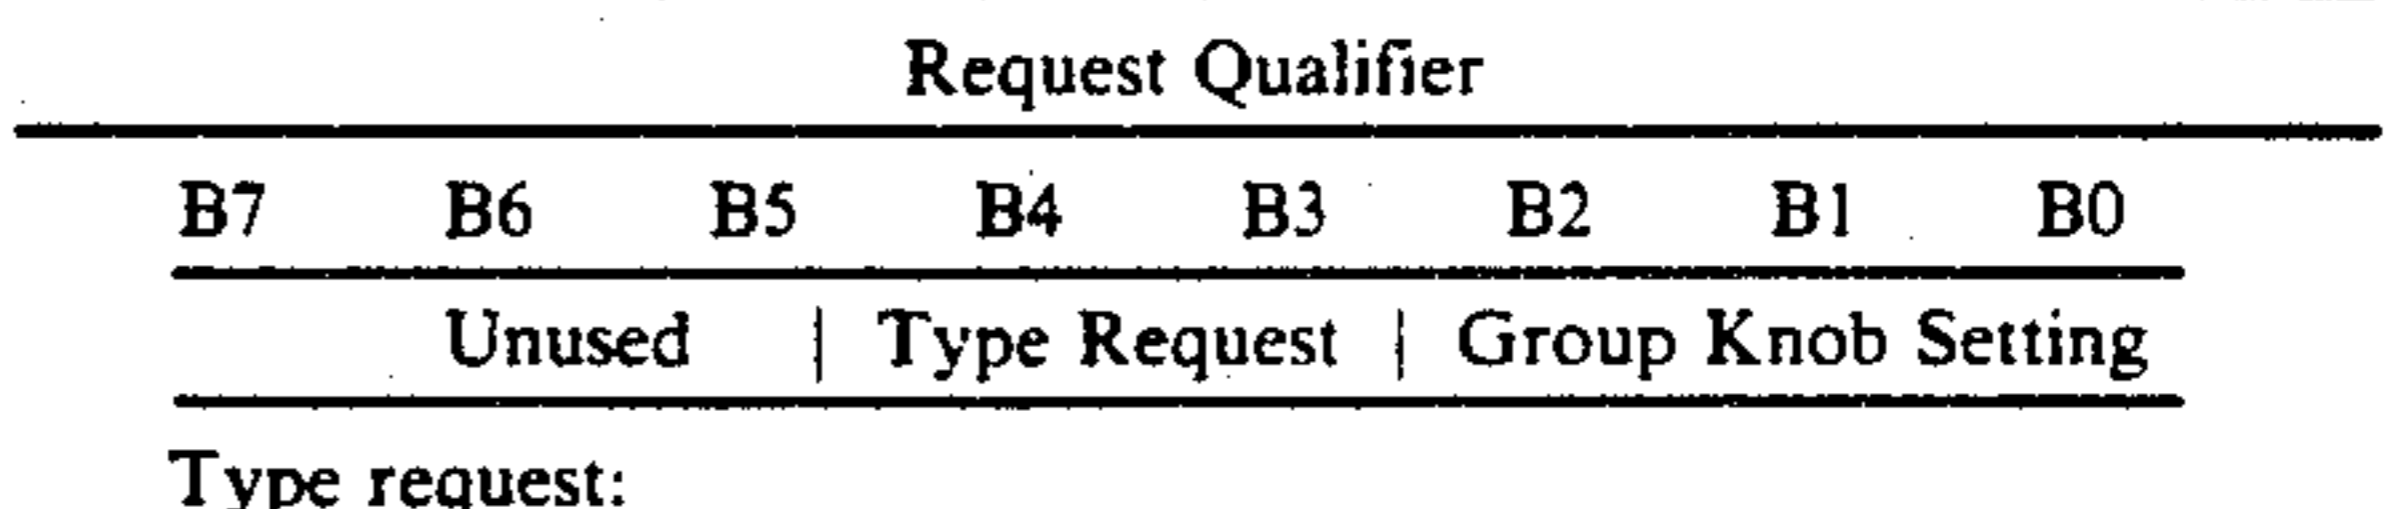 Request Qualifier
B7 B6 B5 B4 B3 B2 B1 B0
Unused | Type Request | Group Knob Setting
Type request: